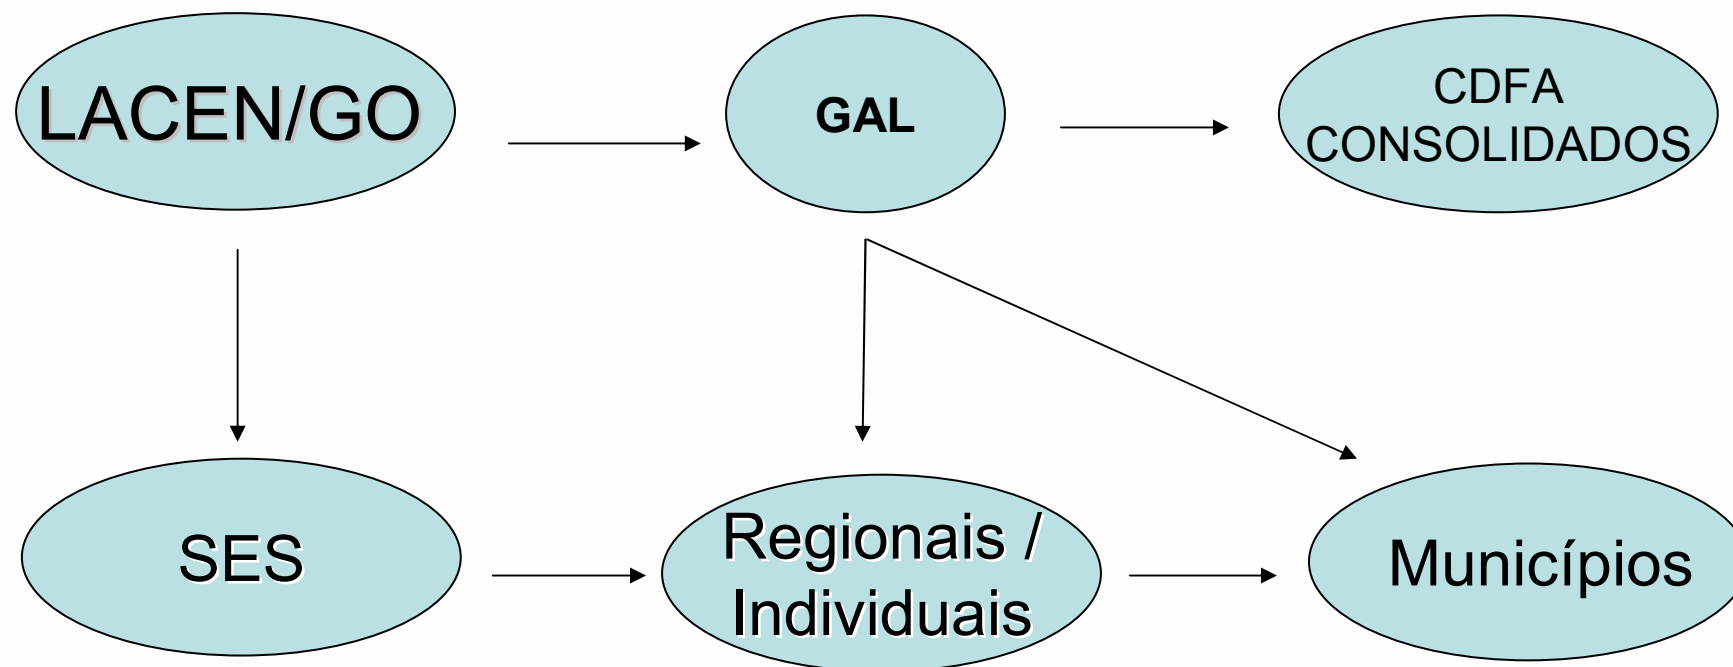 LACEN/GO
GAL
CDFA
CONSOLIDADOS
SES
Regionais /
Individuais
Municípios